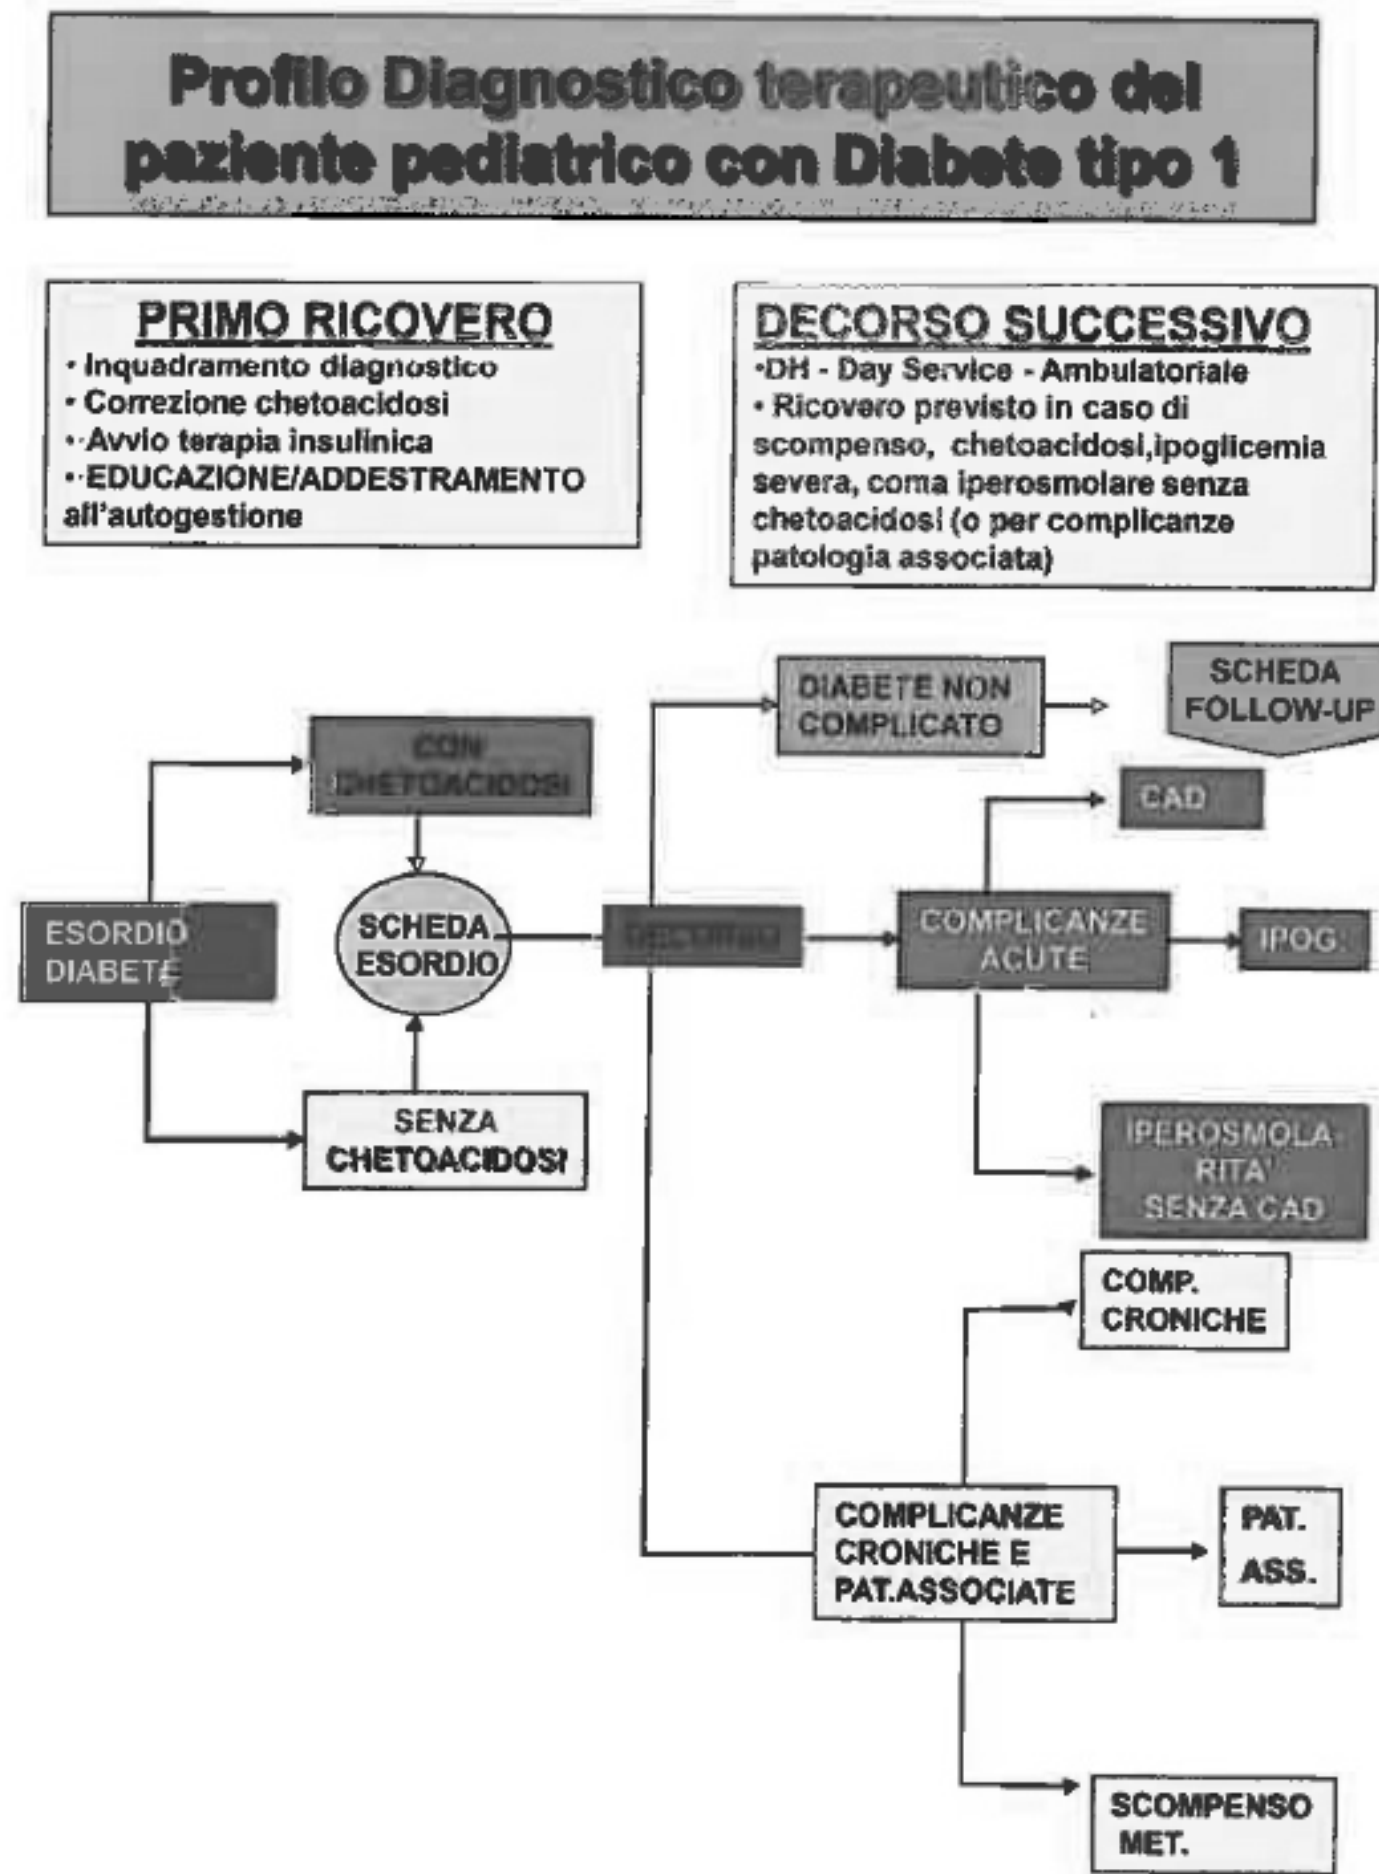 Profilo Diagnostico terapeutico del
paziente pediatrico con Diabete tipo 1
PRIMO RICOVERO
• Inquadramento diagnostico
• Correzione chetoacidosi
• Avvio terapia insulinica
• EDUCAZIONE/ADDESTRAMENTO
all'autogestione
DECORSO SUCCESSIVO
•DH - Day Service - Ambulatoriale
• Ricovero previsto in caso di
scompenso, chetoacidosi,ipoglicemia
severa, coma iperosmolare senza
chetoacidosi (o per complicanze
patologia associata)
DIABETE NON
COMPLICATO
SCHEDA
FOLLOW-UP
CON
CHETOACIDOSI
CAD
ESORDIO
DIABETE
SCHEDA
ESORDIO
DECORSO
COMPLICANZE
ACUTE
IPOG.
SENZA
CHETOACIDOSI
IPEROSMOLA
RITA'
SENZA CAD
COMP.
CRONICHE
COMPLICANZE
CRONICHE E
PAT.ASSOCIATE
PAT.
ASS.
SCOMPENSO
MET.